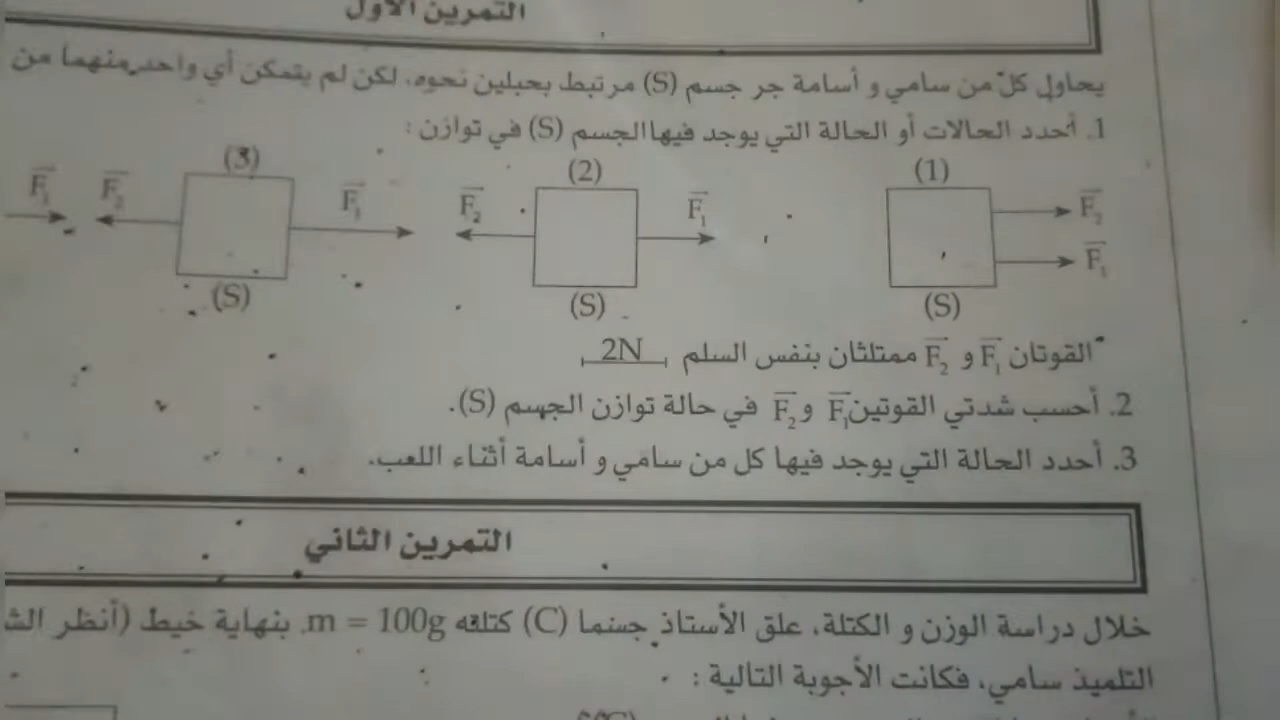 التمرين الأول
يحاول كلّ من سامي و أسامة جر جسم (S) مرتبط بحبلين نحوه. لكن لم يتمكن أي واحد منهما من
1. أحدد الحالات أو الحالة التي يوجد فيها الجسم (S) في توازن :
(1) (2) (3)
F₂ F₁ F₂ F₁ F₂
F₁
(S) (S) (S)
القوتان F₁ و F₂ ممتلثان بنفس السلم 2N
2. أحسب شدتي القوتين F₁ و F₂ في حالة توازن الجسم (S).
3. أحدد الحالة التي يوجد فيها كل من سامي و أسامة أثناء اللعب.
التمرين الثاني
خلال دراسة الوزن و الكتلة، علق الأستاذ جسما (C) كتلته m = 100g بنهاية خيط (أنظر
التلميذ سامي، فكانت الأجوبة التالية :